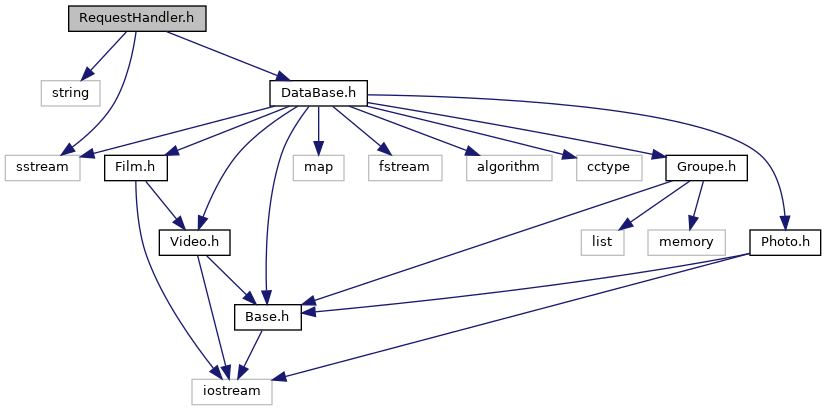 RequestHandler.h
string
DataBase.h
sstream
Film.h
map
fstream
algorithm
cctype
Groupe.h
Video.h
list
memory
Photo.h
Base.h
iostream